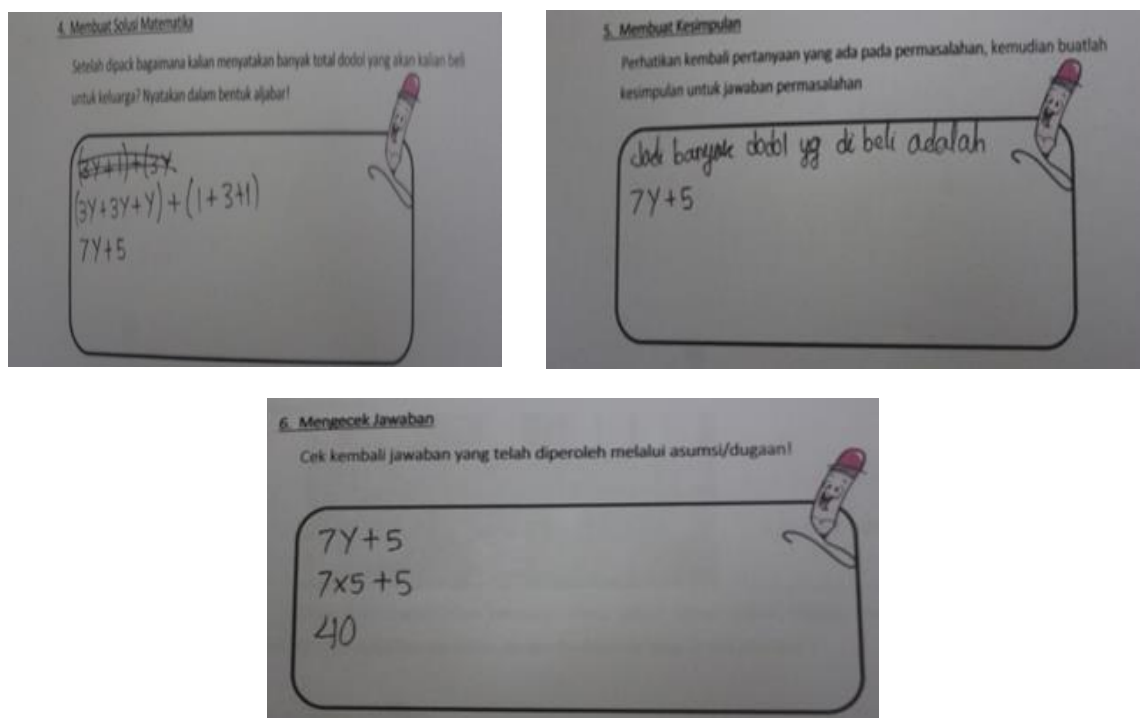 4. Membuat Solusi Matematika
Setelah dipack bagaimana kalian menyatakan banyak total dodol yang akan kalian beli
untuk keluarga? Nyatakan dalam bentuk aljabar!
(3Y+1)+(3Y
(3Y+3Y+Y)+(1+3+1)
7Y+5
5. Membuat Kesimpulan
Perhatikan kembali pertanyaan yang ada pada permasalahan, kemudian buatlah
kesimpulan untuk jawaban permasalahan
Jadi banyak dodol yg di beli adalah
7Y+5
6. Mengecek Jawaban
Cek kembali jawaban yang telah diperoleh melalui asumsi/dugaan!
7Y+5
7x5+5
40